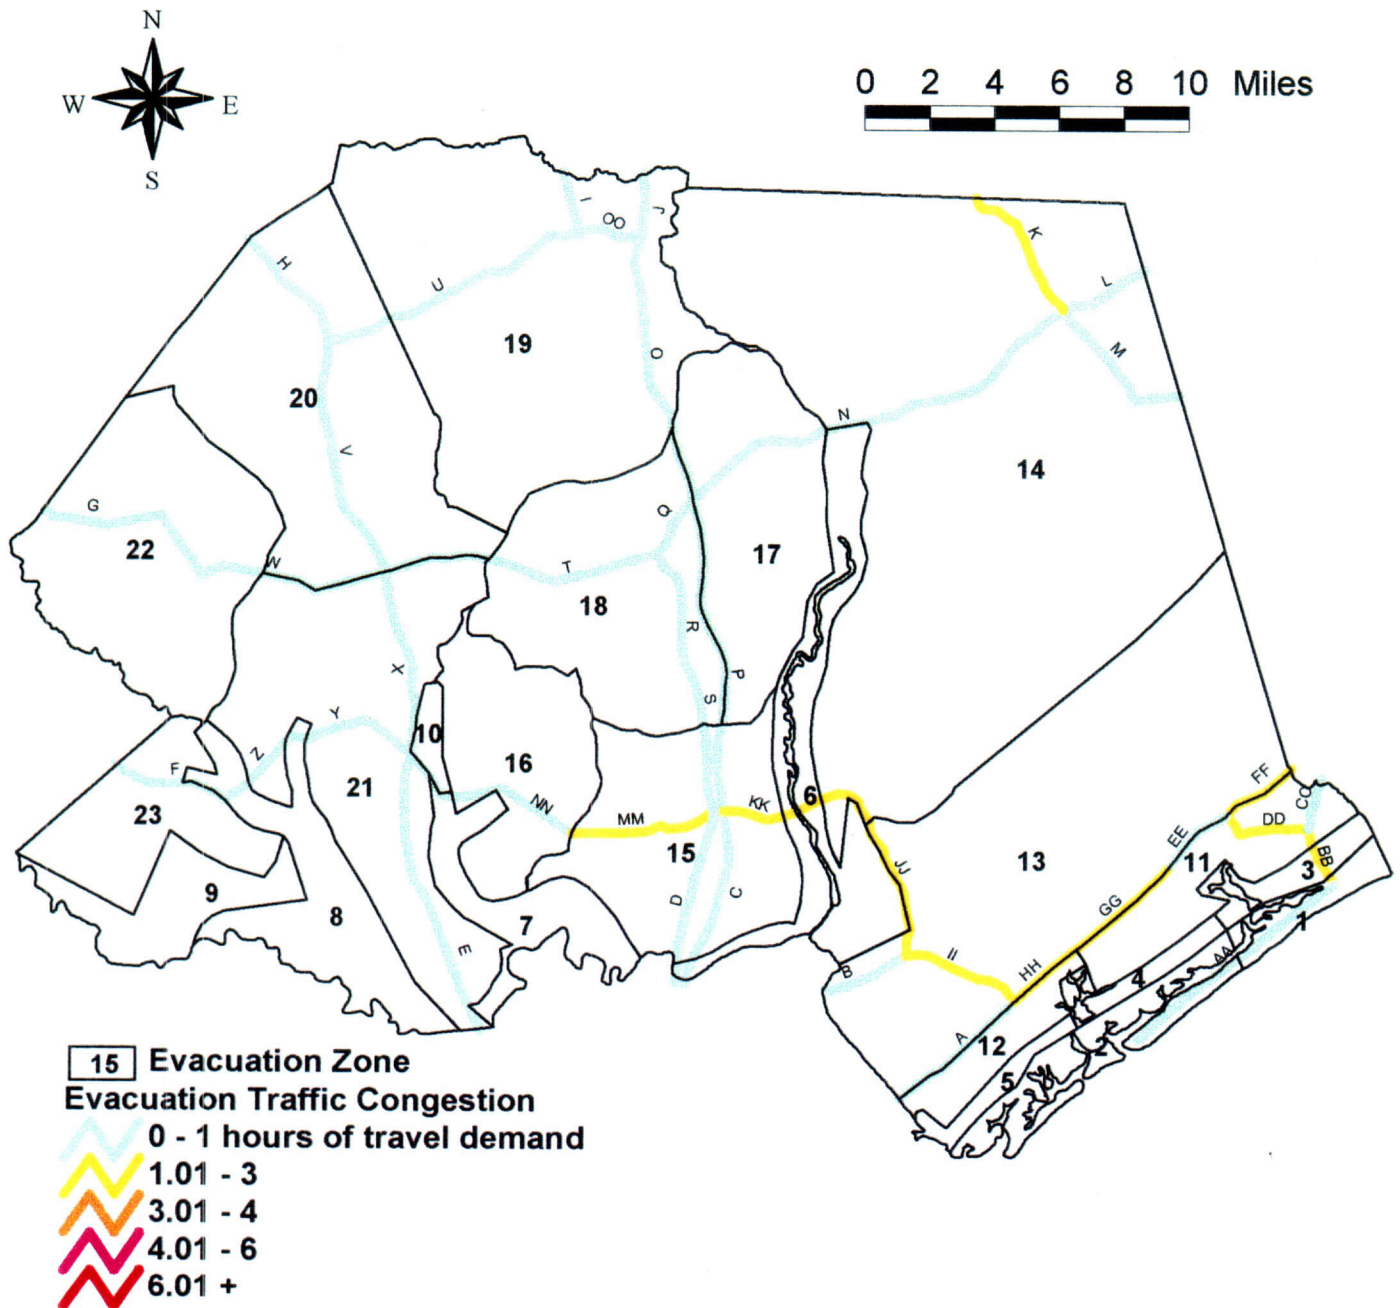 N
W E
S
0 2 4 6 8 10 Miles
I
OO
J
K
H
L
U
M
19
O
20
N
V
14
G
Q
22
17
W
T
18
R
X
P
S
Y
10
Z
16
F
21
6
FF
CC
23
NN
MM
KK
DD
EE
15
JJ
13
11
BB
3
9
D
C
GG
8
7
1
E
II
AA
B
HH
4
A
12
2
5
15 Evacuation Zone
Evacuation Traffic Congestion
0 - 1 hours of travel demand
1.01 - 3
3.01 - 4
4.01 - 6
6.01 +